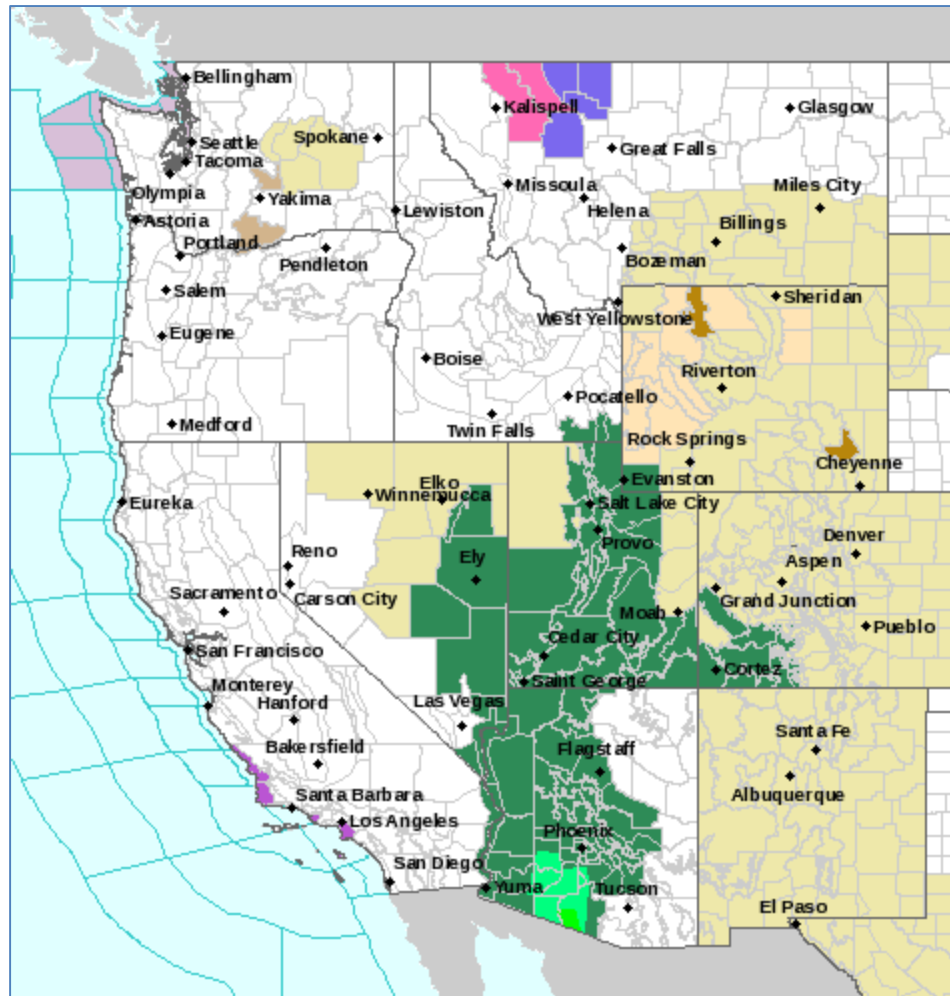 Bellingham
Kalispell
Glasgow
Spokane
Seattle
Great Falls
Tacoma
Missoula
Miles City
Olympia
Yakima
Helena
Lewiston
Astoria
Billings
Portland
Bozeman
Pendleton
Salem
Sheridan
West Yellowstone
Eugene
Boise
Riverton
Pocatello
Medford
Twin Falls
Rock Springs
Cheyenne
Elko
Evanston
Winnemucca
Eureka
Salt Lake City
Denver
Provo
Reno
Ely
Aspen
Sacramento
Carson City
Grand Junction
Moab
Pueblo
Cedar City
San Francisco
Cortez
Saint George
Monterey
Hanford
Las Vegas
Santa Fe
Bakersfield
Flagstaff
Albuquerque
Santa Barbara
Los Angeles
Phoenix
San Diego
Yuma
Tucson
El Paso